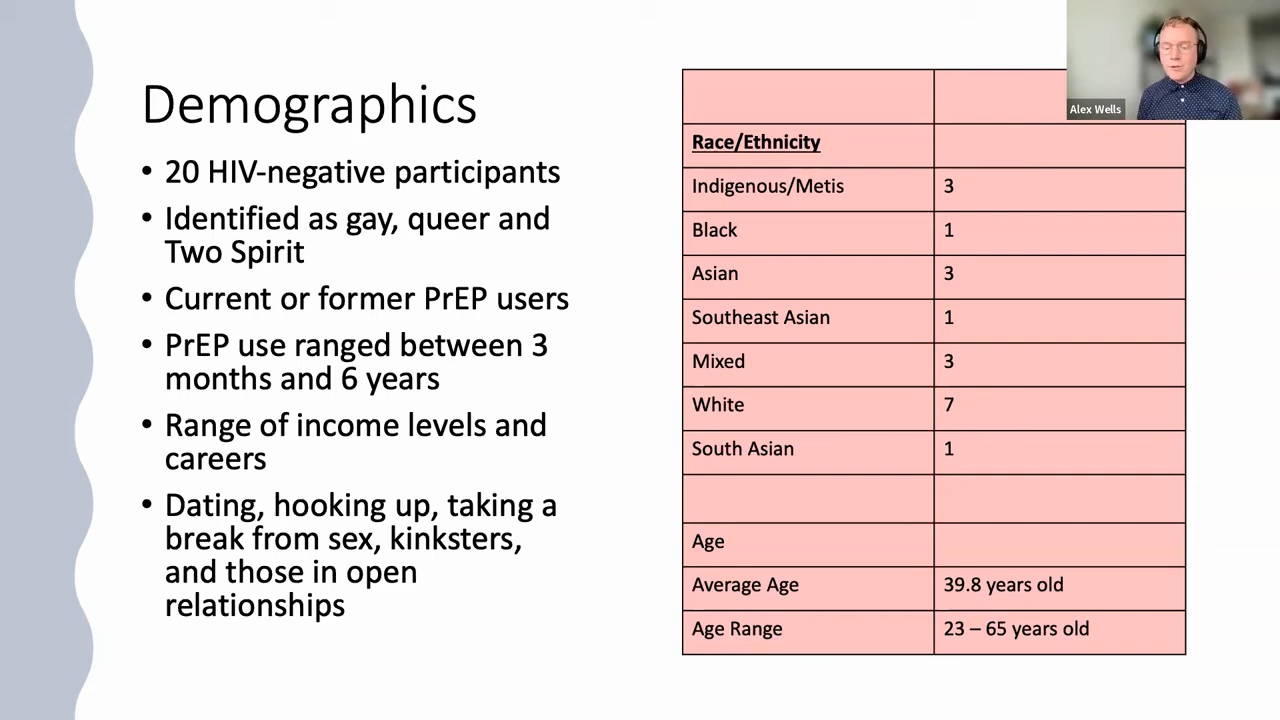 Demographics
• 20 HIV-negative participants
• Identified as gay, queer and
Two Spirit
• Current or former PrEP users
• PrEP use ranged between 3
months and 6 years
• Range of income levels and
careers
• Dating, hooking up, taking a
break from sex, kinksters,
and those in open
relationships
Alex Wells
Race/Ethnicity
Indigenous/Metis 3
Black 1
Asian 3
Southeast Asian 1
Mixed 3
White 7
South Asian 1
Age
Average Age 39.8 years old
Age Range 23 – 65 years old